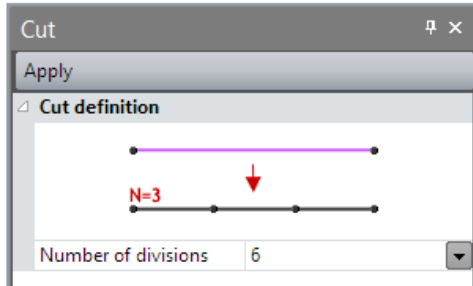 Cut
Apply
Cut definition
N=3
Number of divisions 6